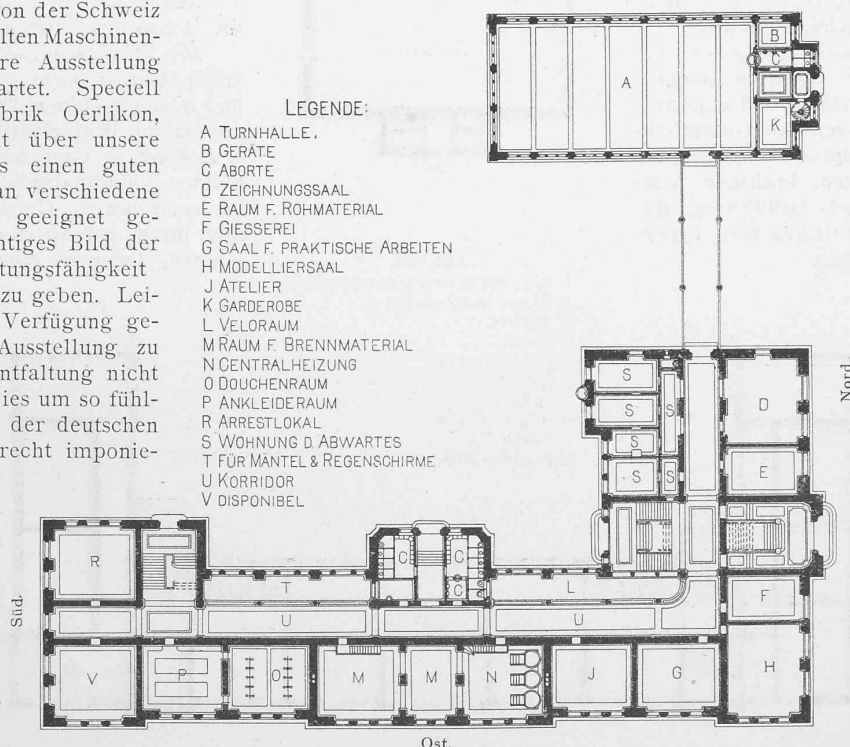 von der Schweiz
lten Maschinen-
re Ausstellung
artet. Speciell
brik Oerlikon,
t über unsere
s einen guten
an verschiedene
geeignet ge-
htiges Bild der
tungsfähigkeit
zu geben. Lei-
Verfügung ge-
Ausstellung zu
ntfaltung nicht
ies um so fühl-
der deutschen
recht imponie-
LEGENDE:
A TURNHALLE.
B GERÄTE
C ABORTE
D ZEICHNUNGSSAAL
E RAUM F. ROHMATERIAL
F GIESSEREI
G SAAL F. PRAKTISCHE ARBEITEN
H MODELLIERSAAL
J ATELIER
K GARDEROBE
L VELORAUM
M RAUM F. BRENNMATERIAL
N CENTRALHEIZUNG
O DOUCHENRAUM
P ANKLEIDERAUM
R ARRESTLOKAL
S WOHNUNG D. ABWARTES
T FÜR MÄNTEL & REGENSCHIRME
U KORRIDOR
V DISPONIBEL
A
B
C
K
S
S
S
S
S
S
D
E
Nord
R
T
C
C
C
L
F
Süd.
U
U
V
P
O
M
M
N
J
G
H
Ost.